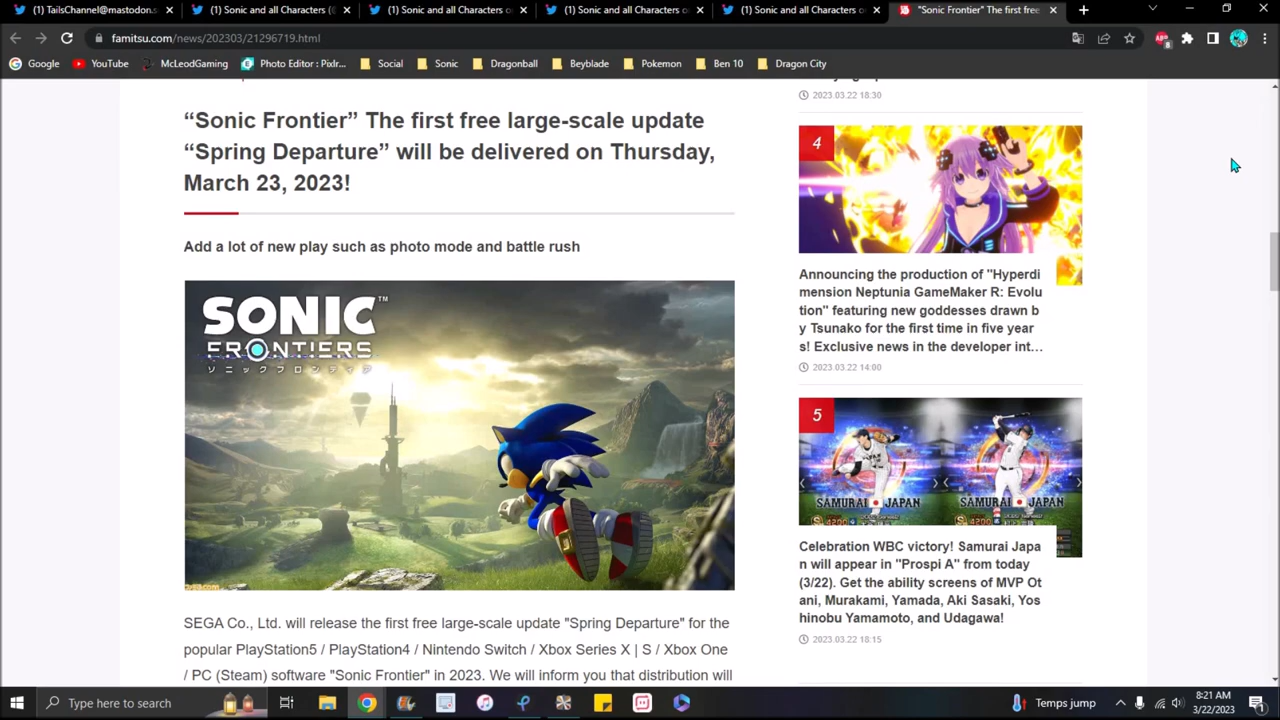 (1) TailsChannel@mastodon.s
(1) Sonic and all Characters (
(1) Sonic and all Characters o
(1) Sonic and all Characters o
(1) Sonic and all Characters o
"Sonic Frontier" The first free
famitsu.com/news/202303/21296719.html
Google YouTube McLeodGaming Photo Editor : Pixlr... Social Sonic Dragonball Beyblade Pokemon Ben 10 Dragon City
“Sonic Frontier” The first free large-scale update
“Spring Departure” will be delivered on Thursday,
March 23, 2023!
Add a lot of new play such as photo mode and battle rush
SONIC™
FRONTIERS
ソニックフロンティア
SEGA Co., Ltd. will release the first free large-scale update "Spring Departure" for the
popular PlayStation5 / PlayStation4 / Nintendo Switch / Xbox Series X | S / Xbox One
/ PC (Steam) software "Sonic Frontier" in 2023. We will inform you that distribution will
2023.03.22 18:30
4
Announcing the production of "Hyperdi
mension Neptunia GameMaker R: Evolu
tion" featuring new goddesses drawn b
y Tsunako for the first time in five year
s! Exclusive news in the developer int...
2023.03.22 14:00
5
SAMURAI JAPAN
SAMURAI JAPAN
4200
4200
Celebration WBC victory! Samurai Japa
n will appear in "Prospi A" from today
(3/22). Get the ability screens of MVP Ot
ani, Murakami, Yamada, Aki Sasaki, Yos
hinobu Yamamoto, and Udagawa!
2023.03.22 18:15
Type here to search
Temps jump
8:21 AM
3/22/2023